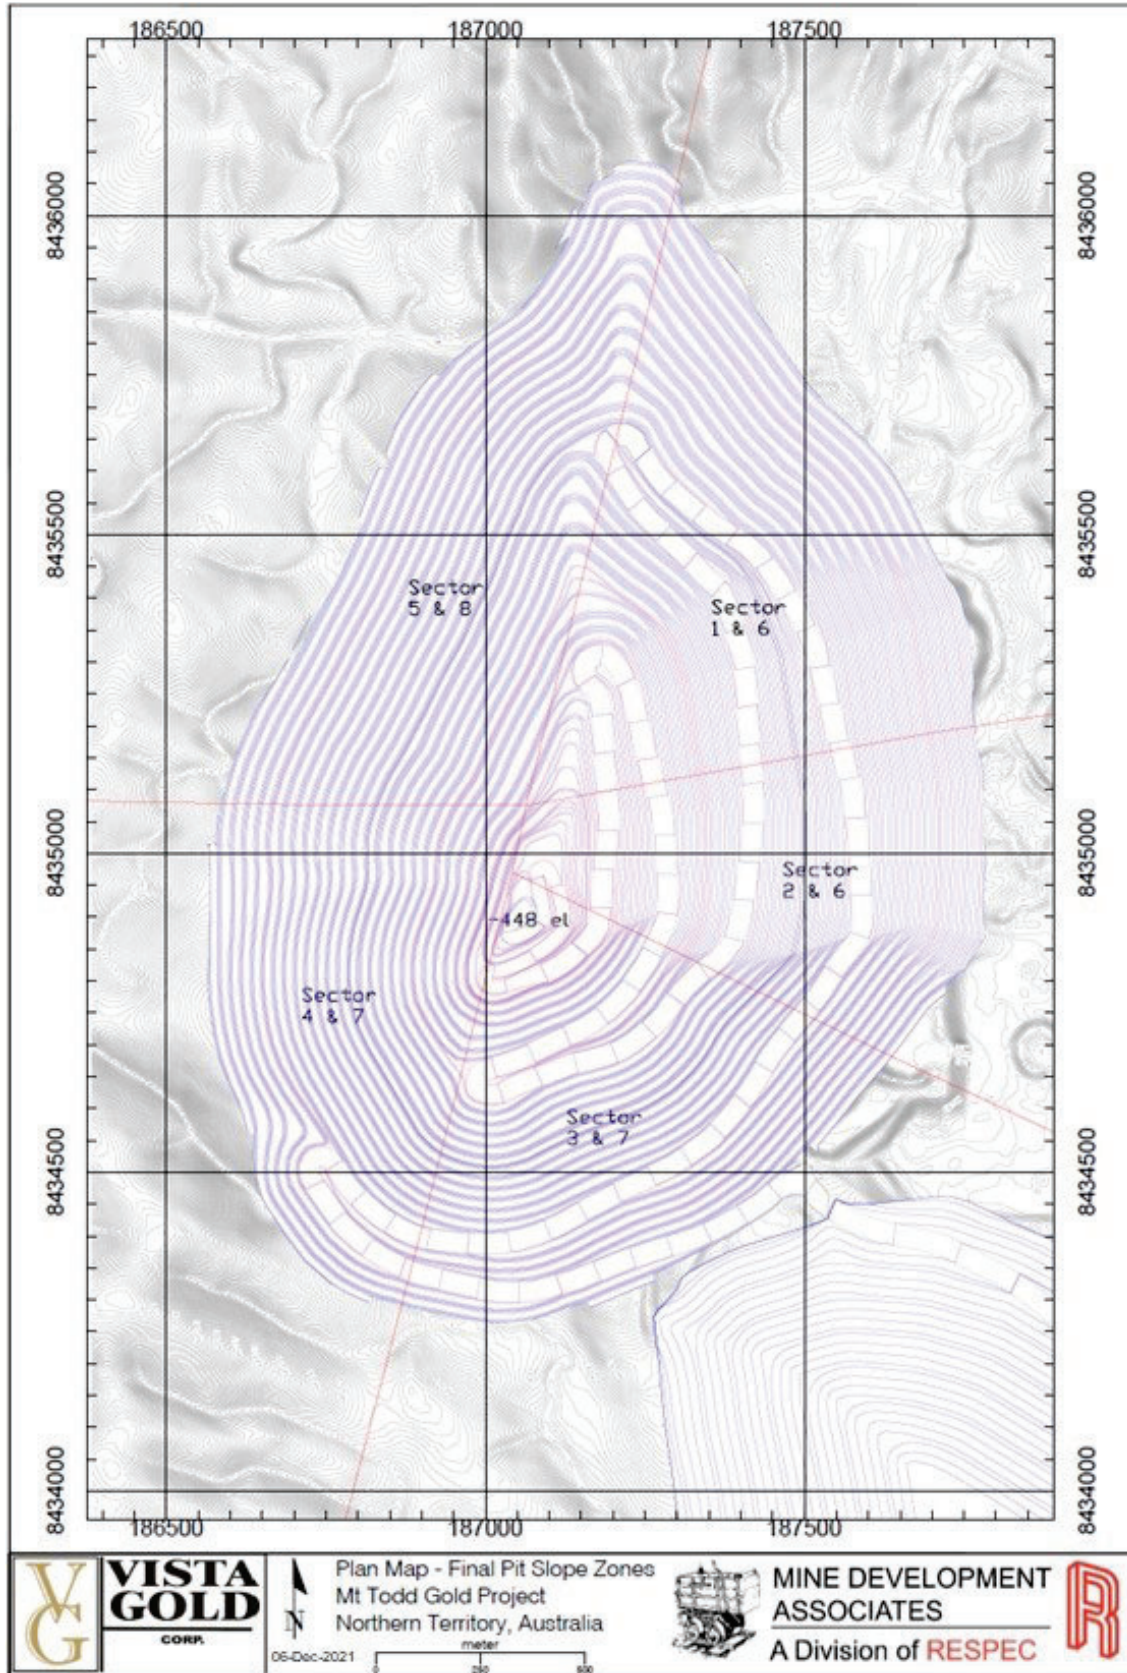 186500 187000 187500
8436000 8436000
8435500 8435500
Sector
5 & 8
Sector
1 & 6
8435000 8435000
Sector
2 & 6
-448 el
Sector
4 & 7
Sector
3 & 7
8434500 8434500
8434000 8434000
186500 187000 187500
VG
VISTA
GOLD
CORP.
N
06-Dec-2021
Plan Map - Final Pit Slope Zones
Mt Todd Gold Project
Northern Territory, Australia
meter
0 250 500
MINE DEVELOPMENT
ASSOCIATES
A Division of RESPEC
R